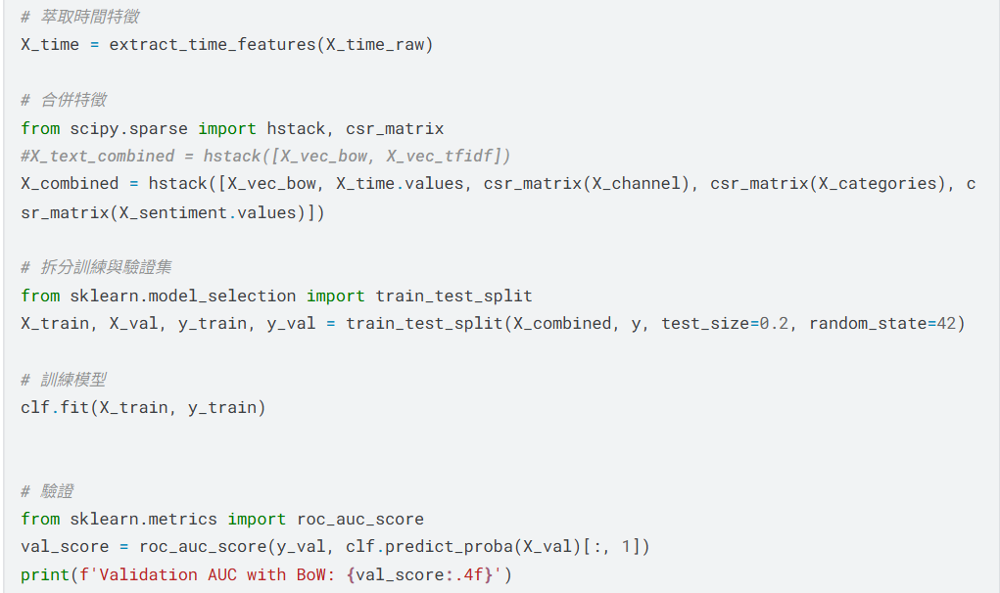 # 萃取時間特徵
X_time = extract_time_features(X_time_raw)
# 合併特徵
from scipy.sparse import hstack, csr_matrix
#X_text_combined = hstack([X_vec_bow, X_vec_tfidf])
X_combined = hstack([X_vec_bow, X_time.values, csr_matrix(X_channel), csr_matrix(X_categories), c
sr_matrix(X_sentiment.values)])
# 拆分訓練與驗證集
from sklearn.model_selection import train_test_split
X_train, X_val, y_train, y_val = train_test_split(X_combined, y, test_size=0.2, random_state=42)
# 訓練模型
clf.fit(X_train, y_train)
# 驗證
from sklearn.metrics import roc_auc_score
val_score = roc_auc_score(y_val, clf.predict_proba(X_val)[:, 1])
print(f'Validation AUC with BoW: {val_score:.4f}')